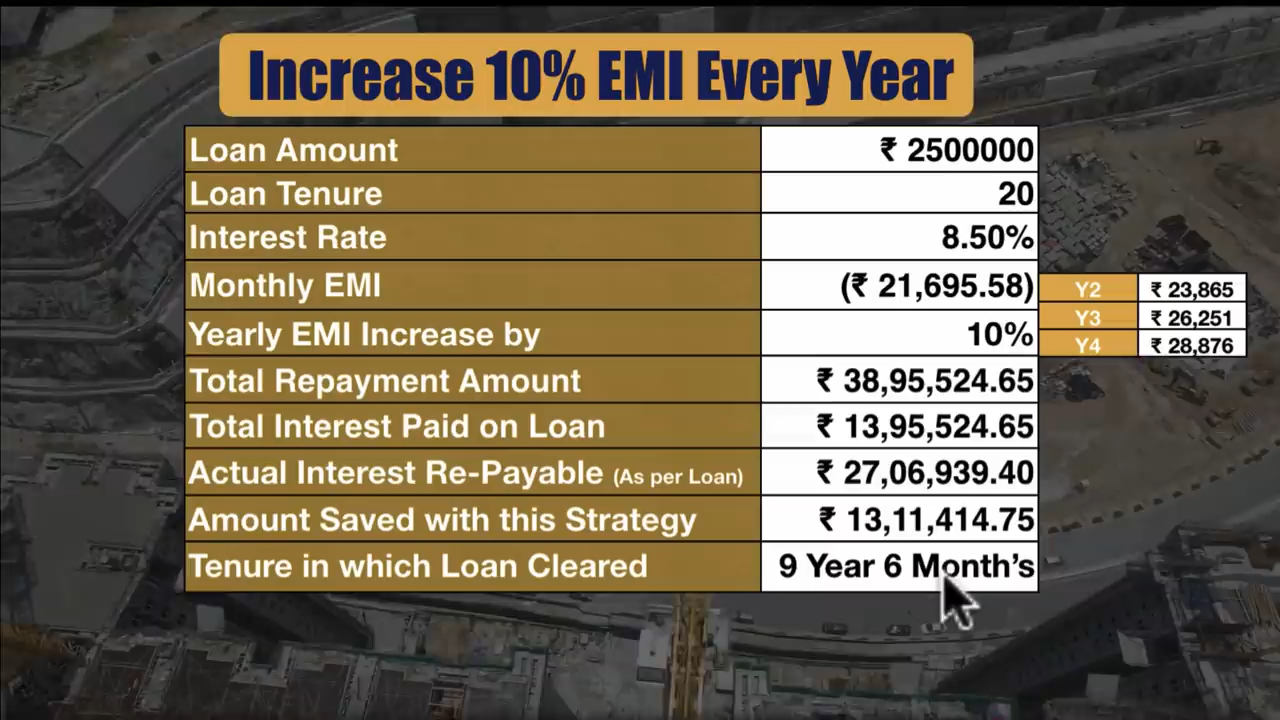 Increase 10% EMI Every Year
Loan Amount ₹ 2500000
Loan Tenure 20
Interest Rate 8.50%
Monthly EMI (₹ 21,695.58) Y2 ₹ 23,865
Y3 ₹ 26,251
Yearly EMI Increase by 10% Y4 ₹ 28,876
Total Repayment Amount ₹ 38,95,524.65
Total Interest Paid on Loan ₹ 13,95,524.65
Actual Interest Re-Payable (As per Loan) ₹ 27,06,939.40
Amount Saved with this Strategy ₹ 13,11,414.75
Tenure in which Loan Cleared 9 Year 6 Month's